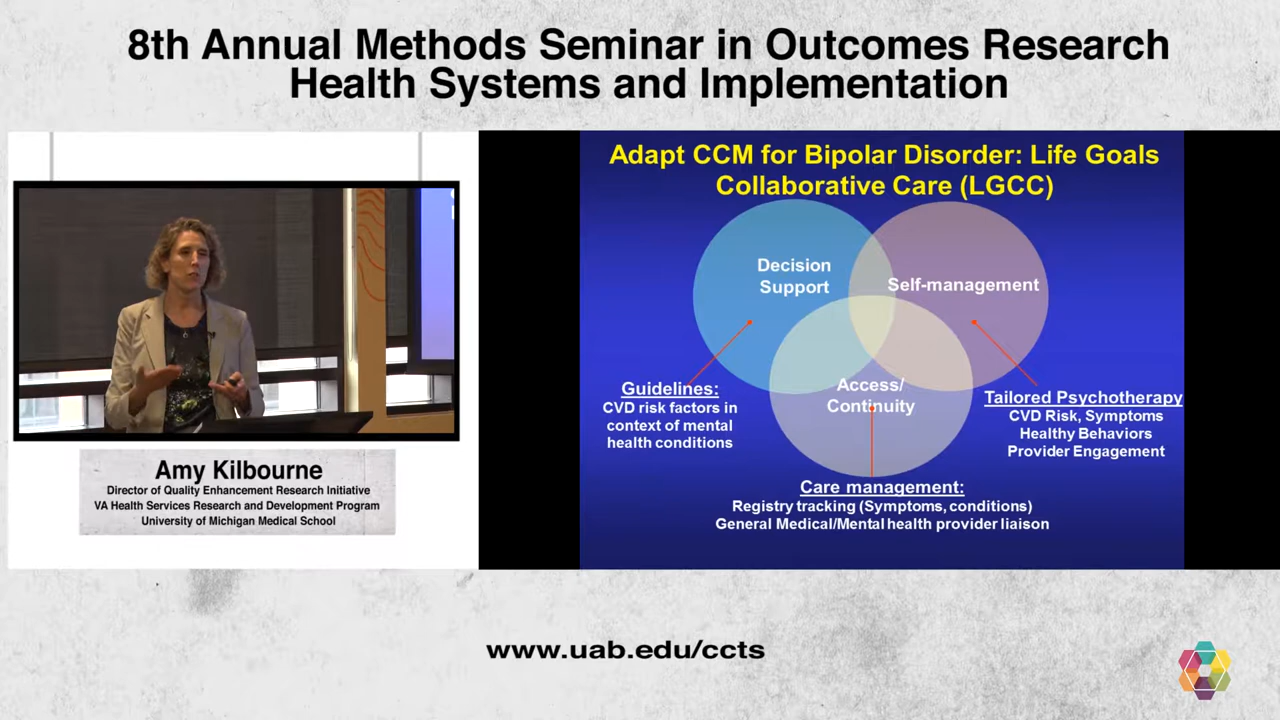 8th Annual Methods Seminar in Outcomes Research
Health Systems and Implementation
Adapt CCM for Bipolar Disorder: Life Goals
Collaborative Care (LGCC)
Decision
Support
Self-management
Access/
Continuity
Guidelines:
CVD risk factors in
context of mental
health conditions
Tailored Psychotherapy
CVD Risk, Symptoms
Healthy Behaviors
Provider Engagement
Care management:
Registry tracking (Symptoms, conditions)
General Medical/Mental health provider liaison
Amy Kilbourne
Director of Quality Enhancement Research Initiative
VA Health Services Research and Development Program
University of Michigan Medical School
www.uab.edu/ccts